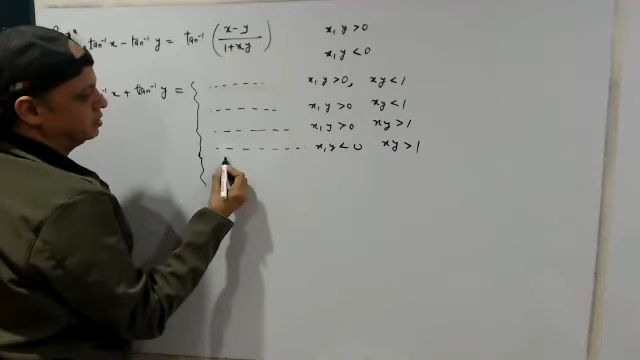 tan⁻¹ x − tan⁻¹ y = tan⁻¹ ( x − y / 1 + xy ) x, y > 0
x, y < 0
x, y > 0, xy < 1
tan⁻¹ x + tan⁻¹ y = { x, y > 0 xy < 1
x, y > 0 xy > 1
x, y < 0 xy > 1